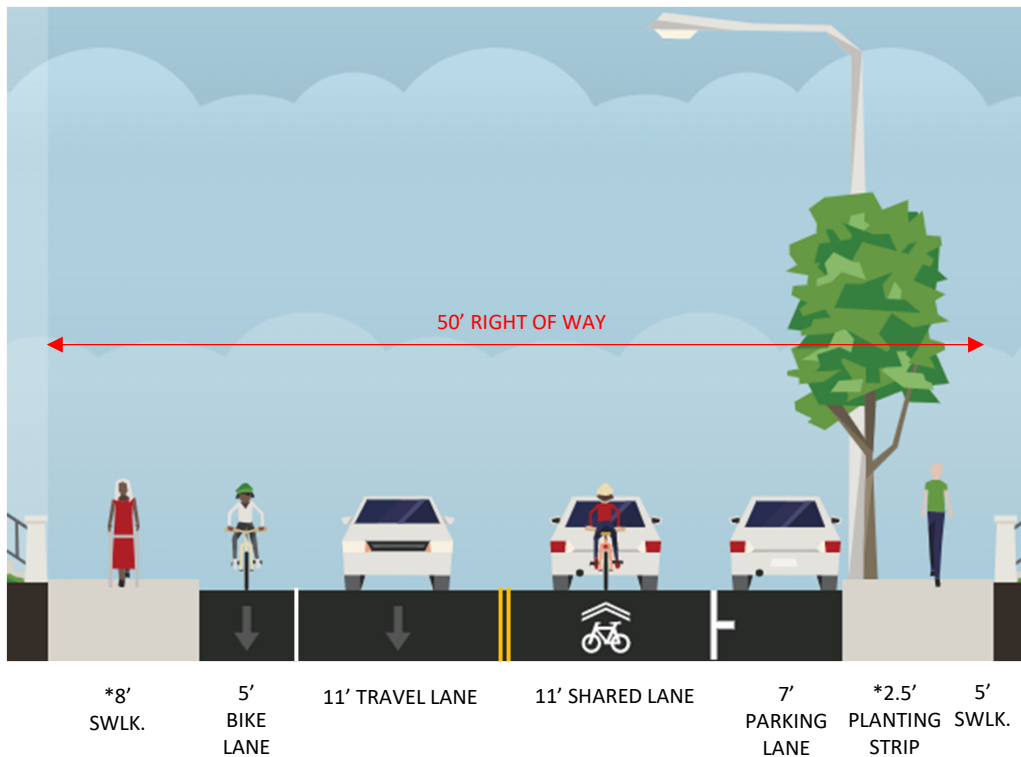 50’ RIGHT OF WAY
*8’
SWLK.
5’
BIKE
LANE
11’ TRAVEL LANE
11’ SHARED LANE
7’
PARKING
LANE
*2.5’
PLANTING
STRIP
5’
SWLK.